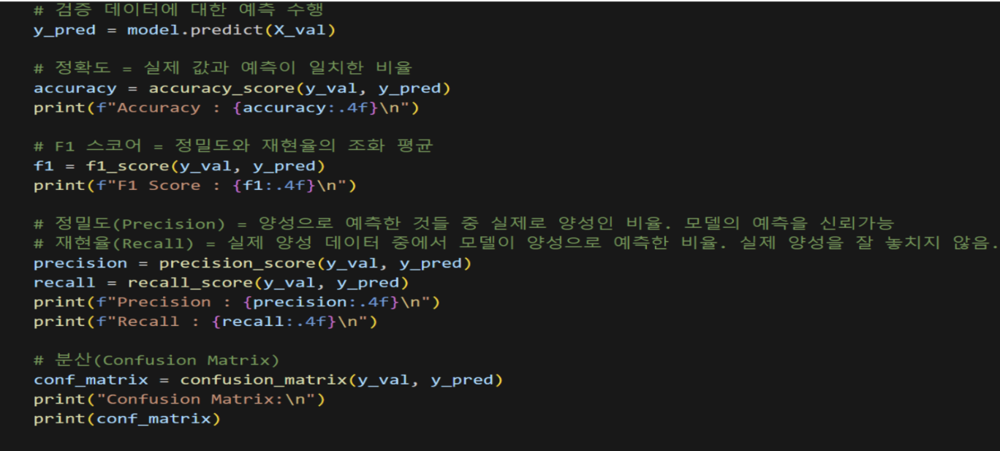 # 검증 데이터에 대한 예측 수행
y_pred = model.predict(X_val)
# 정확도 = 실제 값과 예측이 일치한 비율
accuracy = accuracy_score(y_val, y_pred)
print(f"Accuracy : {accuracy:.4f}\n")
# F1 스코어 = 정밀도와 재현율의 조화 평균
f1 = f1_score(y_val, y_pred)
print(f"F1 Score : {f1:.4f}\n")
# 정밀도(Precision) = 양성으로 예측한 것들 중 실제로 양성인 비율. 모델의 예측을 신뢰가능
# 재현율(Recall) = 실제 양성 데이터 중에서 모델이 양성으로 예측한 비율. 실제 양성을 잘 놓치지 않음.
precision = precision_score(y_val, y_pred)
recall = recall_score(y_val, y_pred)
print(f"Precision : {precision:.4f}\n")
print(f"Recall : {recall:.4f}\n")
# 분산(Confusion Matrix)
conf_matrix = confusion_matrix(y_val, y_pred)
print("Confusion Matrix:\n")
print(conf_matrix)